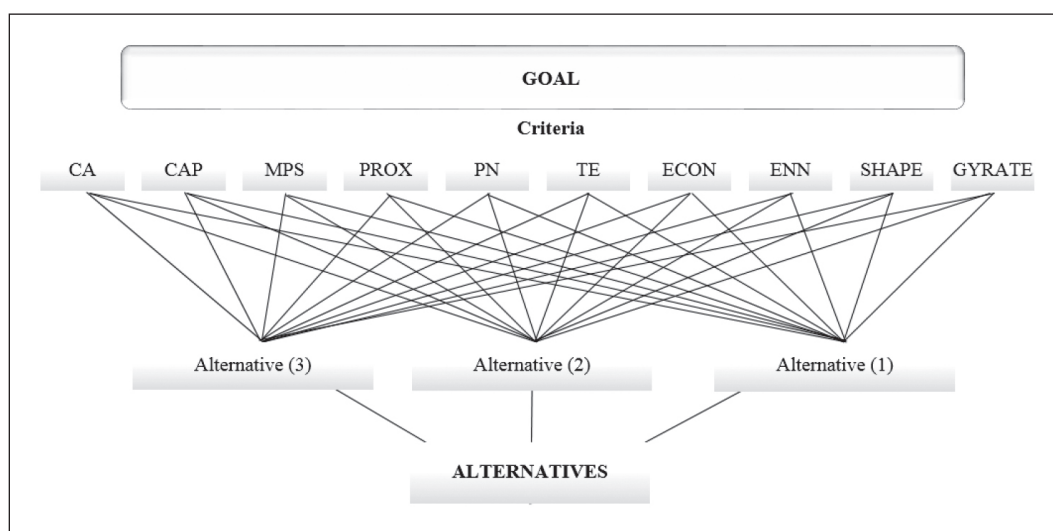 GOAL
Criteria
CA CAP MPS PROX PN TE ECON ENN SHAPE GYRATE
Alternative (3) Alternative (2) Alternative (1)
ALTERNATIVES